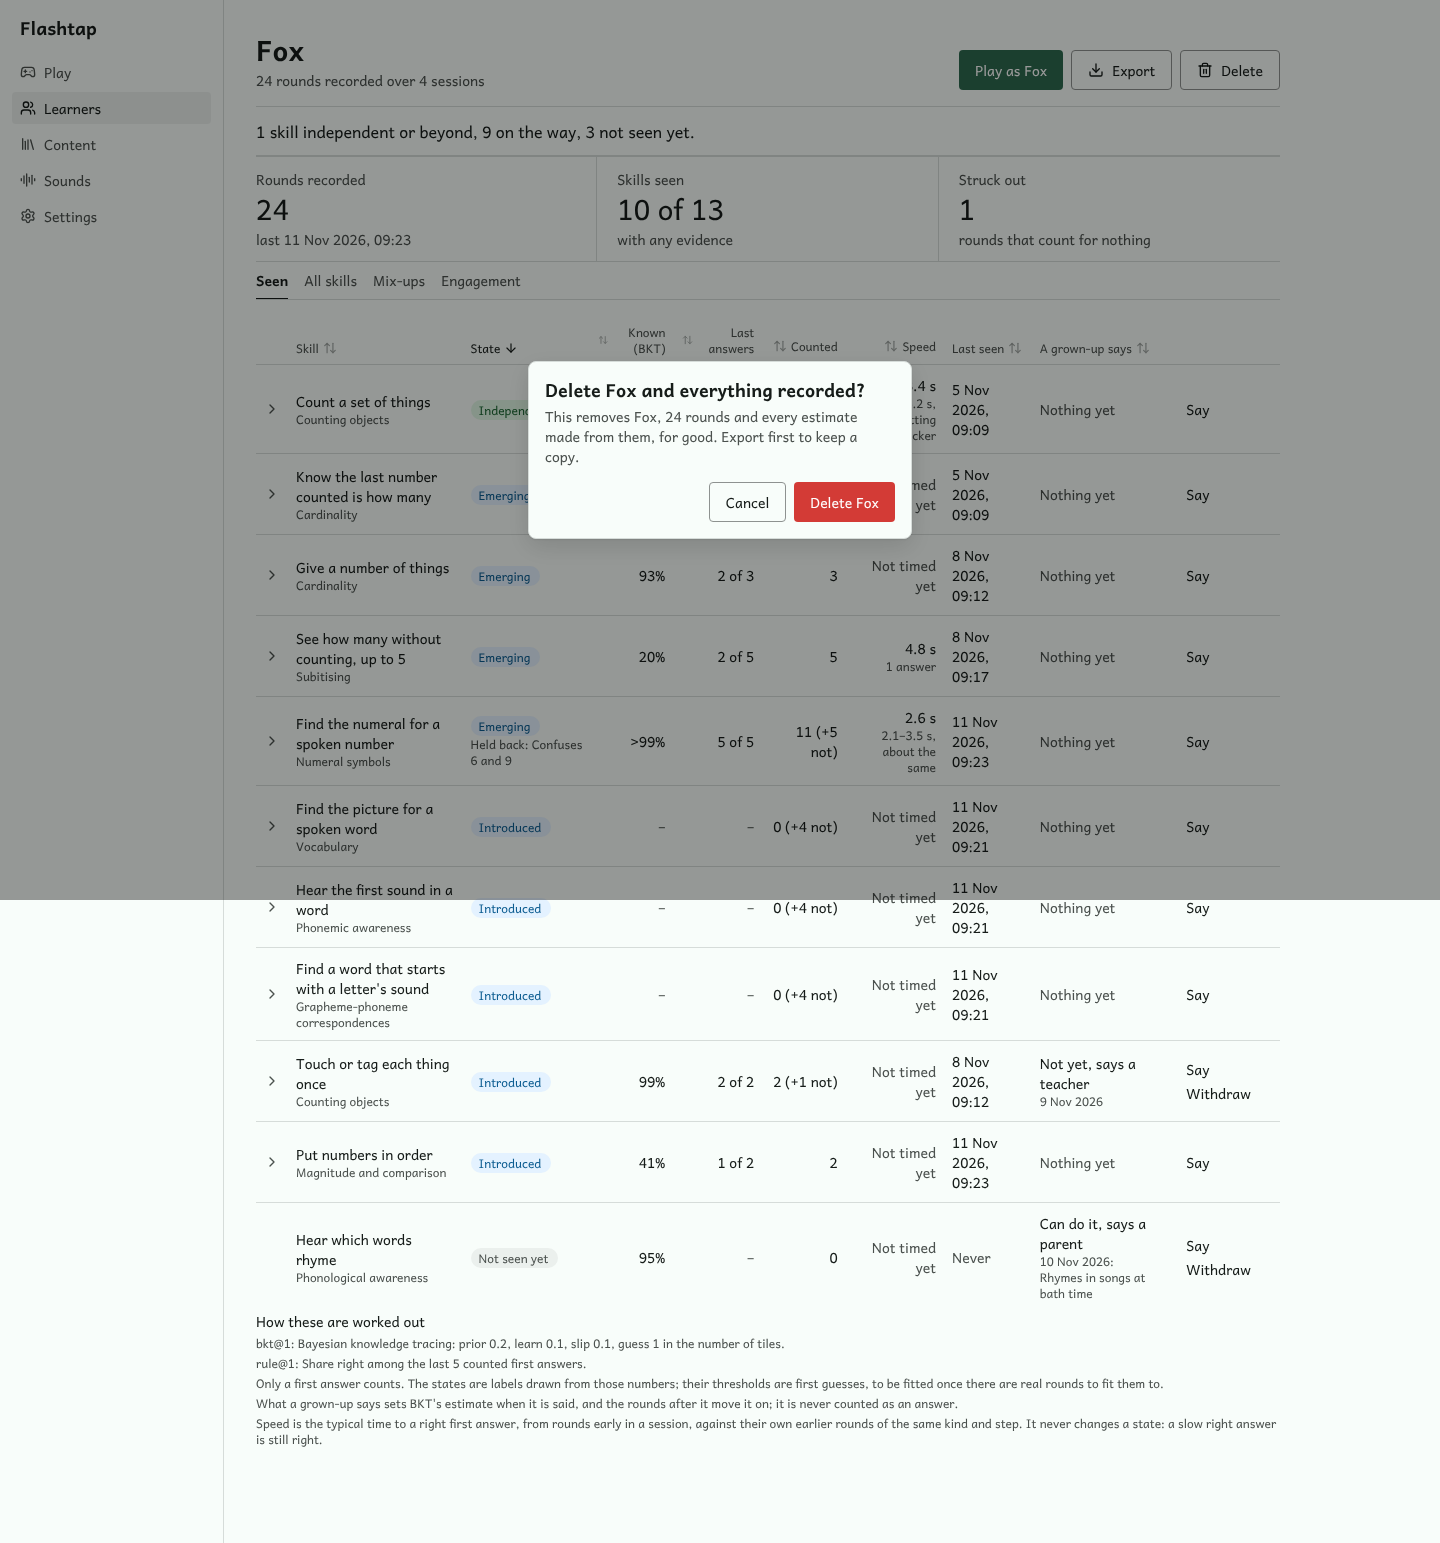 Flashtap
Play
Learners
Content
Sounds
Settings
Fox
24 rounds recorded over 4 sessions
Play as Fox
Export
Delete
1 skill independent or beyond, 9 on the way, 3 not seen yet.
Rounds recorded
24
last 11 Nov 2026, 09:23
Skills seen
10 of 13
with any evidence
Struck out
1
rounds that count for nothing
Seen
All skills
Mix-ups
Engagement
Skill
State
Known
(BKT)
Last
answers
Counted
Speed
Last seen
A grown-up says
Count a set of things
Counting objects
5 Nov
2026,
09:09
Nothing yet
Say
Delete Fox and everything recorded?
This removes Fox, 24 rounds and every estimate
made from them, for good. Export first to keep a
copy.
Cancel
Delete Fox
Know the last number
counted is how many
Cardinality
yet
5 Nov
2026,
09:09
Nothing yet
Say
Give a number of things
Cardinality
Emerging
93%
2 of 3
3
Not timed
yet
8 Nov
2026,
09:12
Nothing yet
Say
See how many without
counting, up to 5
Subitising
Emerging
20%
2 of 5
5
4.8 s
1 answer
8 Nov
2026,
09:17
Nothing yet
Say
Find the numeral for a
spoken number
Numeral symbols
Emerging
Held back: Confuses
6 and 9
>99%
5 of 5
11 (+5
not)
2.6 s
2.1–3.5 s,
about the
same
11 Nov
2026,
09:23
Nothing yet
Say
Find the picture for a
spoken word
Vocabulary
Introduced
–
–
0 (+4 not)
Not timed
yet
11 Nov
2026,
09:21
Nothing yet
Say
Hear the first sound in a
word
Phonemic awareness
Introduced
–
–
0 (+4 not)
Not timed
yet
11 Nov
2026,
09:21
Nothing yet
Say
Find a word that starts
with a letter's sound
Grapheme-phoneme
correspondences
Introduced
–
–
0 (+4 not)
Not timed
yet
11 Nov
2026,
09:21
Nothing yet
Say
Touch or tag each thing
once
Counting objects
Introduced
99%
2 of 2
2 (+1 not)
Not timed
yet
8 Nov
2026,
09:12
Not yet, says a
teacher
9 Nov 2026
Say
Withdraw
Put numbers in order
Magnitude and comparison
Introduced
41%
1 of 2
2
Not timed
yet
11 Nov
2026,
09:23
Nothing yet
Say
Hear which words
rhyme
Phonological awareness
Not seen yet
95%
–
0
Not timed
yet
Never
Can do it, says a
parent
10 Nov 2026:
Rhymes in songs at
bath time
Say
Withdraw
How these are worked out
bkt@1: Bayesian knowledge tracing: prior 0.2, learn 0.1, slip 0.1, guess 1 in the number of tiles.
rule@1: Share right among the last 5 counted first answers.
Only a first answer counts. The states are labels drawn from those numbers; their thresholds are first guesses, to be fitted once there are real rounds to fit them to.
What a grown-up says sets BKT's estimate when it is said, and the rounds after it move it on; it is never counted as an answer.
Speed is the typical time to a right first answer, from rounds early in a session, against their own earlier rounds of the same kind and step. It never changes a state: a slow right answer
is still right.